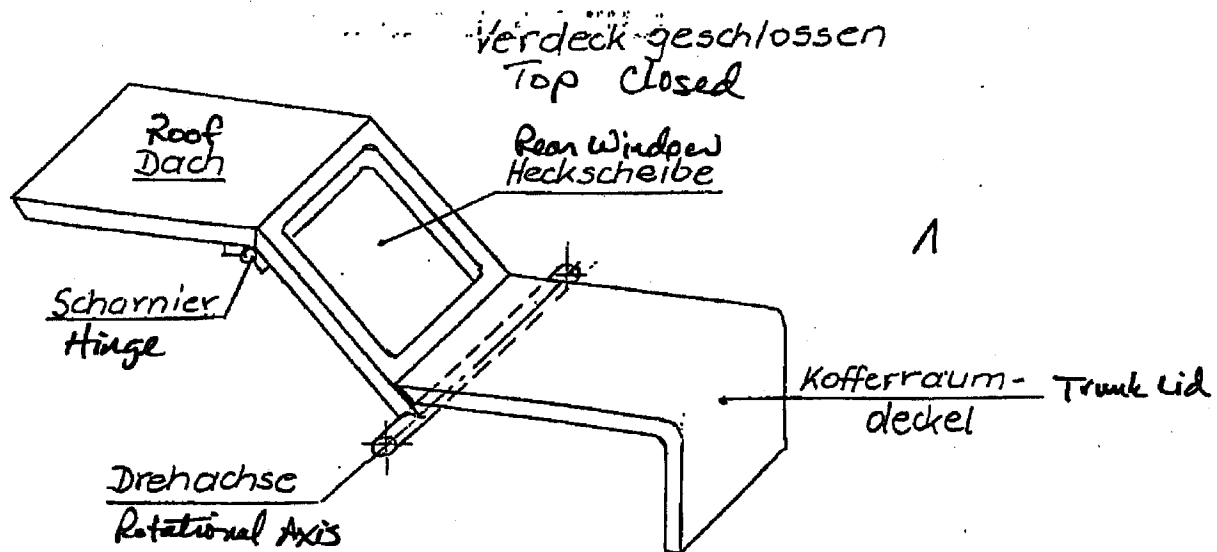 Verdeck geschlossen
Top Closed
Roof
Dach
Rear Window
Heckscheibe
1
Scharnier
Hinge
Kofferraum-
deckel
Trunk Lid
Drehachse
Rotational Axis